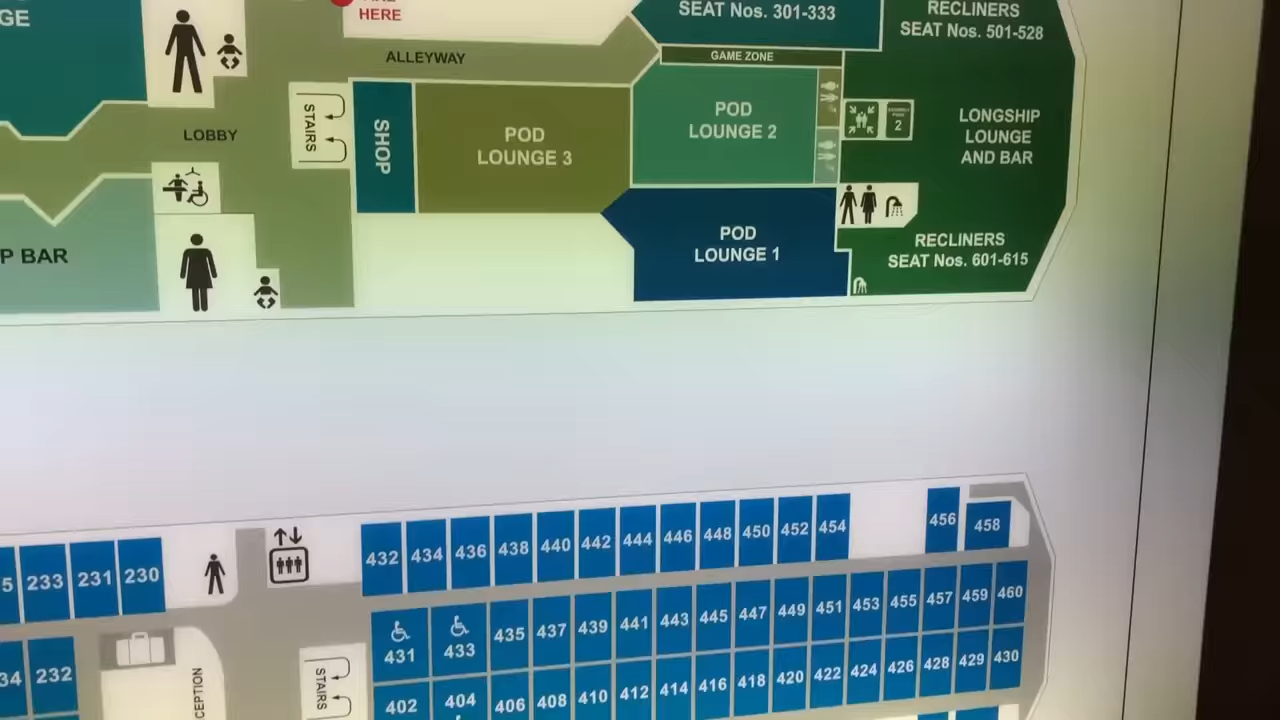 GE
HERE
SEAT Nos. 301-333
RECLINERS
SEAT Nos. 501-528
ALLEYWAY
GAME ZONE
LOBBY
STAIRS
SHOP
POD
LOUNGE 3
POD
LOUNGE 2
2
LONGSHIP
LOUNGE
AND BAR
P BAR
POD
LOUNGE 1
RECLINERS
SEAT Nos. 601-615
5 233 231 230
432 434 436 438 440 442 444 446 448 450 452 454 456 458
431 433 435 437 439 441 443 445 447 449 451 453 455 457 459 460
34 232
CEPTION
STAIRS
402 404 406 408 410 412 414 416 418 420 422 424 426 428 429 430